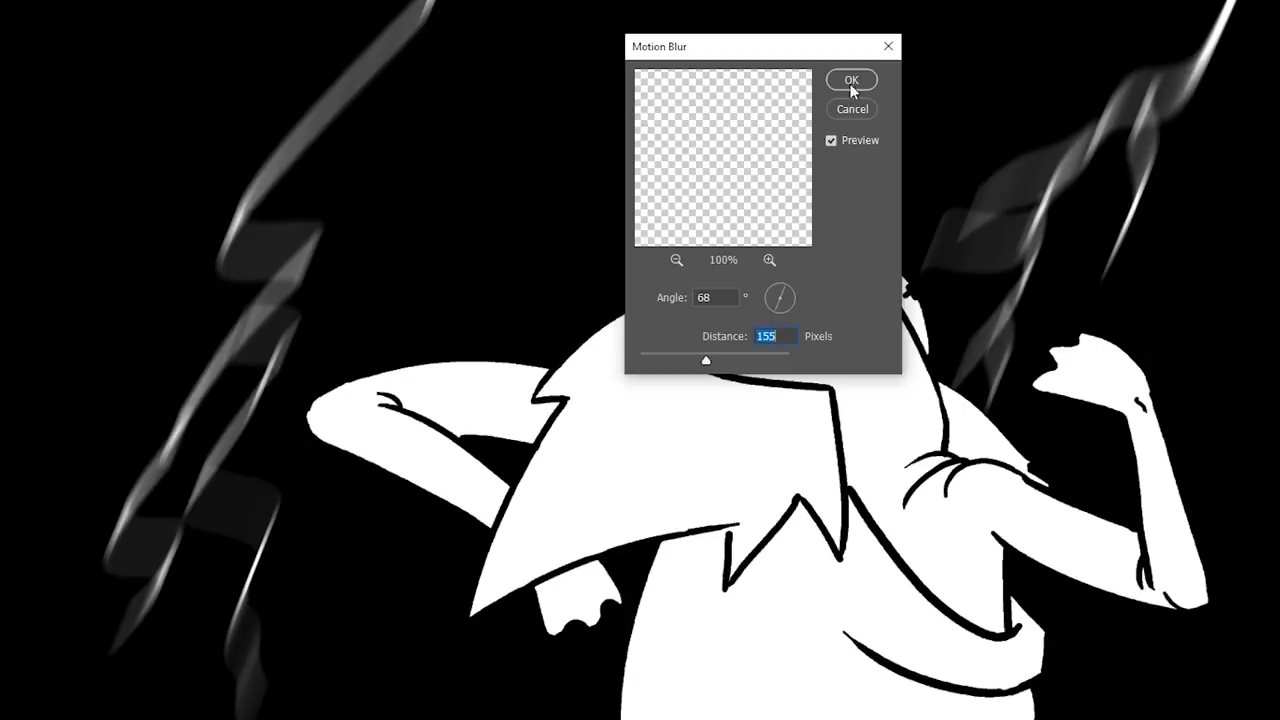 Motion Blur
OK
Cancel
Preview
100%
Angle: 68 °
Distance: 155 Pixels